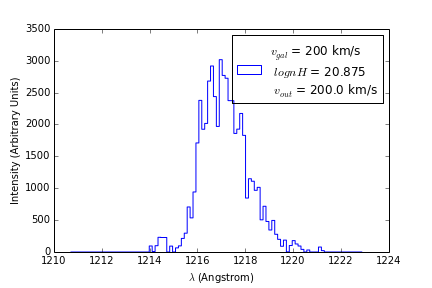 3500
3000
2500
2000
1500
1000
500
0
1210 1212 1214 1216 1218 1220 1222 1224
Intensity (Arbitrary Units)
λ (Angstrom)
v_gal = 200 km/s
lognH = 20.875
v_out = 200.0 km/s